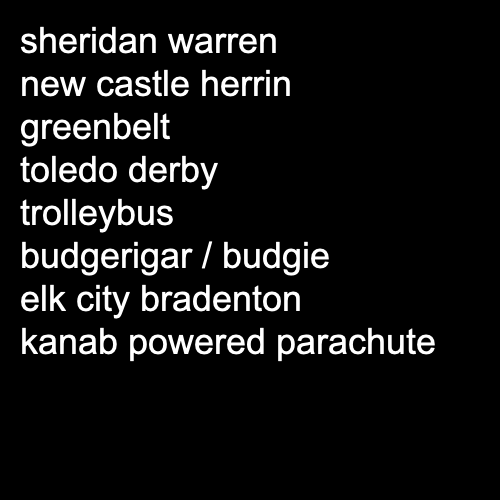 sheridan warren
new castle herrin
greenbelt
toledo derby
trolleybus
budgerigar / budgie
elk city bradenton
kanab powered parachute